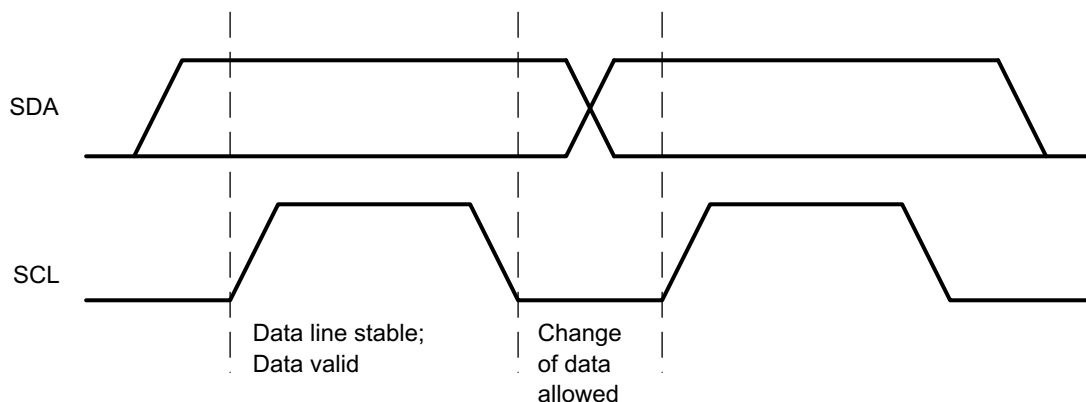 SDA
SCL
Data line stable;
Data valid
Change
of data
allowed